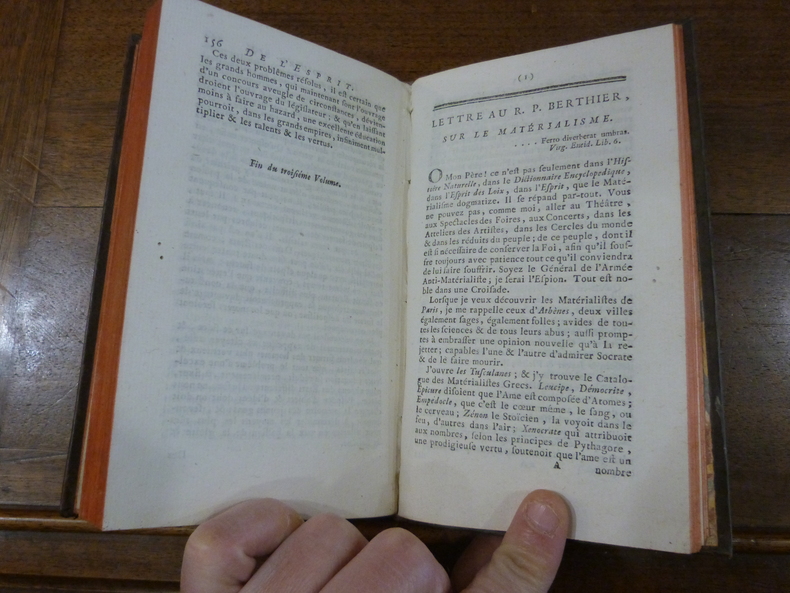 156 DE L'ESPRIT.
Ces deux problêmes résolus, il est certain que
les grands hommes, qui maintenant sont l'ouvrage
d'un concours aveugle de circonstances, devien-
droient l'ouvrage du législateur; & qu'en laissant
moins à faire au hazard, une excellente éducation
pourroit, dans les grands empires, infiniment mul-
tiplier & les talents & les vertus.
Fin du troisiéme Volume.
(1)
LETTRE AU R. P. BERTHIER,
SUR LE MATÉRIALISME.
.... Ferro diverberat umbras.
Virg. Eneid. Lib. 6.
O Mon Père! ce n'est pas seulement dans l'His-
toire Naturelle, dans le Dictionnaire Encyclopedique,
dans l'Esprit des Loix, dans l'Esprit, que le Maté-
rialisme dogmatize. Il se répaud par-tout. Vous
ne pouvez pas, comme moi, aller au Théâtre,
aux Spectacles des Foires, aux Concerts, dans les
Atteliers des Artistes, dans les Cercles du monde
& dans les réduits du peuple; de ce peuple, dont il
est si nécessaire de conserver la Foi, afin qu'il souf-
fre toujours avec patience tout ce qu'il conviendra
de lui faire souffrir. Soyez le Général de l'Armée
Anti-Matérialiste; je serai l'Espion. Tout est no-
ble dans une Croisade.
Lorsque je veux découvrir les Matérialistes de
Paris, je me rappelle ceux d'Athènes, deux villes
également sages, également folles; avides de tou-
tes les sciences & de tous leurs abus; aussi promp-
tes à embrasser une opinion nouvelle qu'à la re-
jetter; capables l'une & l'autre d'admirer Socrate
& de le faire mourir.
J'ouvre les Tusculanes; & j'y trouve le Catalo-
gue des Matérialistes Grecs. Leucipe, Démocrite,
Epicure disoient que l'Ame est composée d'Atomes;
Empedocle, que c'est le cœur même, le sang, ou
le cerveau; Zénon le Stoïcien, la voyoit dans le
feu, d'autres dans l'air; Xenocrate qui attribuoit
aux nombres, selon les principes de Pythagore,
une prodigieuse vertu, soutenoit que l'ame est un
A nombre